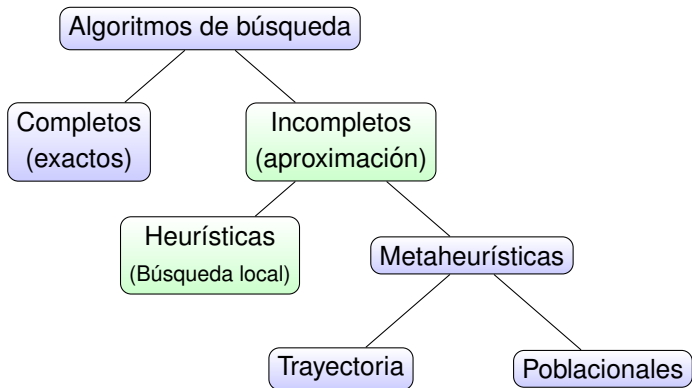 Algoritmos de búsqueda
Completos
(exactos)
Incompletos
(aproximación)
Heurísticas
(Búsqueda local)
Metaheurísticas
Trayectoria
Poblacionales